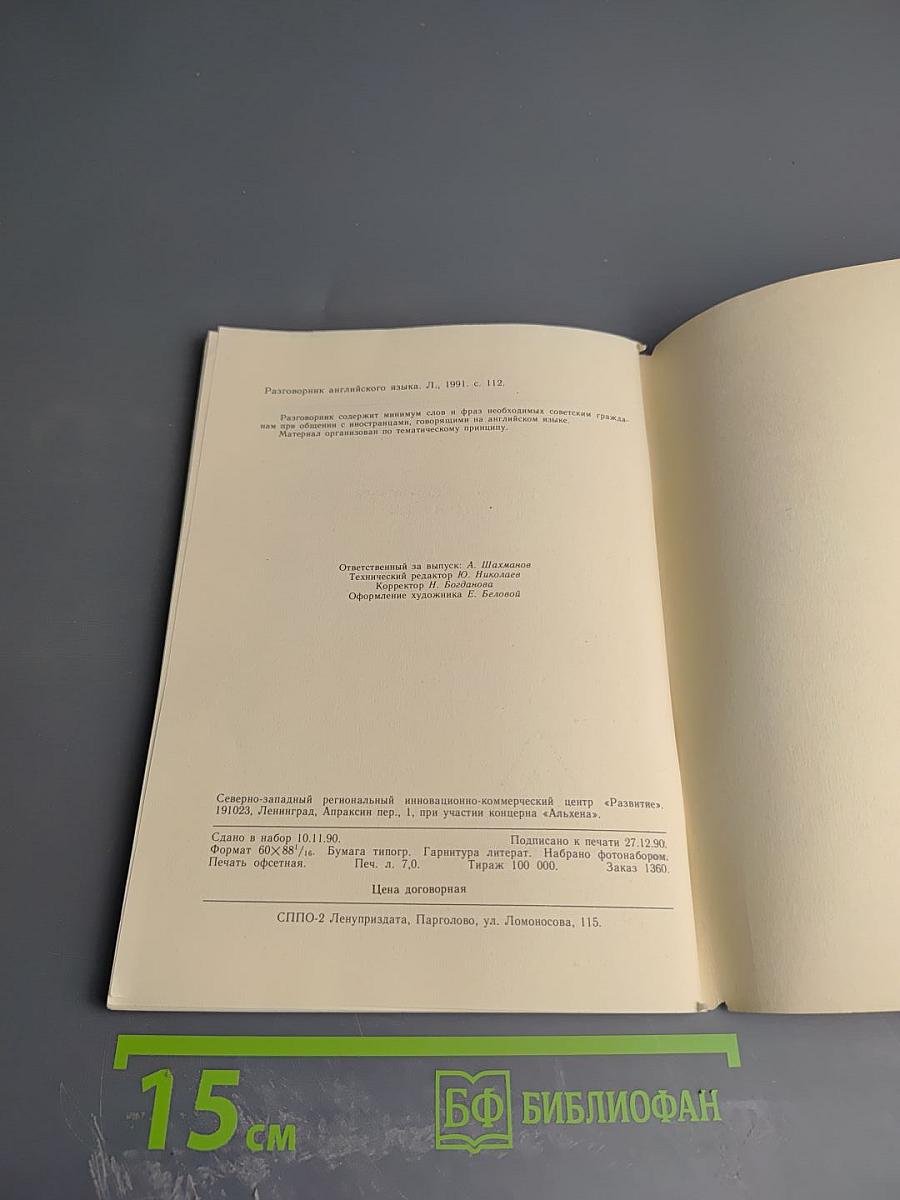 Разговорник английского языка. Л., 1991. с. 112.
Разговорник содержит минимум слов и фраз необходимых советским гражда-
нам при общении с иностранцами, говорящими на английском языке.
Материал организован по тематическому принципу.
Ответственный за выпуск: А. Шахманов
Технический редактор Ю. Николаев
Корректор Н. Богданова
Оформление художника Е. Беловой
Северно-западный региональный инновационно-коммерческий центр «Развитие».
191023, Ленинград, Апраксин пер., 1, при участии концерна «Альхена».
Сдано в набор 10.11.90. Подписано к печати 27.12.90.
Формат 60×88¹/₁₆. Бумага типогр. Гарнитура литерат. Набрано фотонабором.
Печать офсетная. Печ. л. 7,0. Тираж 100 000. Заказ 1360.
Цена договорная
СППО-2 Ленуприздата, Парголово, ул. Ломоносова, 115.
15 см БФ БИБЛИОФАН